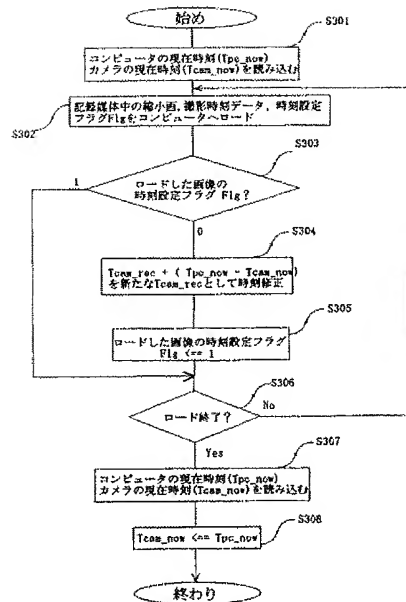 始め
S301
コンピュータの現在時刻(Tpc_now)
カメラの現在時刻(Tcam_now)を読み込む
S302
記録媒体中の縮小画,撮影時刻データ, 時刻設定
フラグFlgをコンピュータへロード
S303
ロードした画像の
時刻設定フラグ Flg?
1
0
S304
Tcam_rec + ( Tpc_now - Tcam_now)
を新たなTcam_recとして時刻修正
S305
ロードした画像の時刻設定フラグ
Flg <== 1
S306
ロード終了?
No
Yes
S307
コンピュータの現在時刻(Tpc_now)
カメラの現在時刻(Tcam_now)を読み込む
S308
Tcam_now <== Tpc_now
終わり